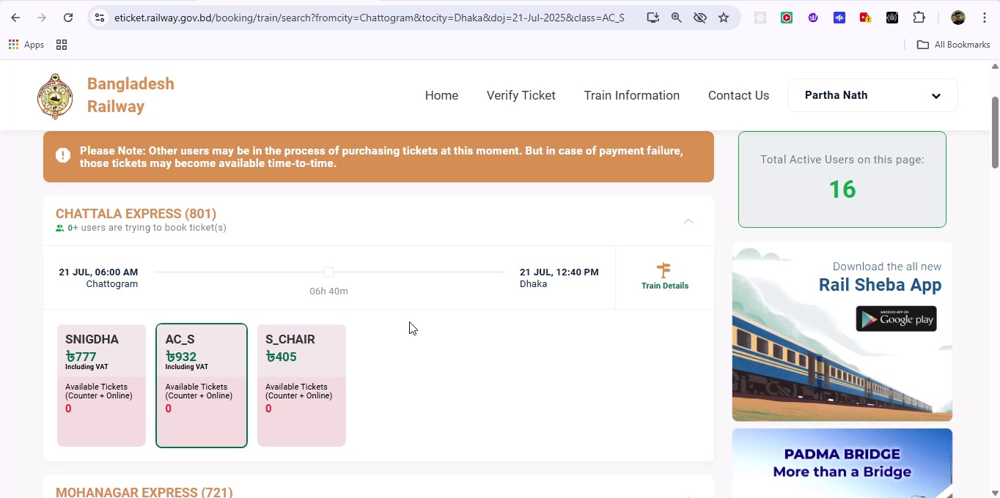 eticket.railway.gov.bd/booking/train/search?fromcity=Chattogram&tocity=Dhaka&doj=21-Jul-2025&class=AC_S
Apps
All Bookmarks
Bangladesh
Railway
Home
Verify Ticket
Train Information
Contact Us
Partha Nath
Please Note: Other users may be in the process of purchasing tickets at this moment. But in case of payment failure,
those tickets may become available time-to-time.
Total Active Users on this page:
16
CHATTALA EXPRESS (801)
0+ users are trying to book ticket(s)
21 JUL, 06:00 AM
Chattogram
06h 40m
21 JUL, 12:40 PM
Dhaka
Train Details
SNIGDHA
৳777
Including VAT
Available Tickets
(Counter + Online)
0
AC_S
৳932
Including VAT
Available Tickets
(Counter + Online)
0
S_CHAIR
৳405
Available Tickets
(Counter + Online)
0
Download the all new
Rail Sheba App
ANDROID APP ON
Google play
PADMA BRIDGE
More than a Bridge
MOHANAGAR EXPRESS (721)